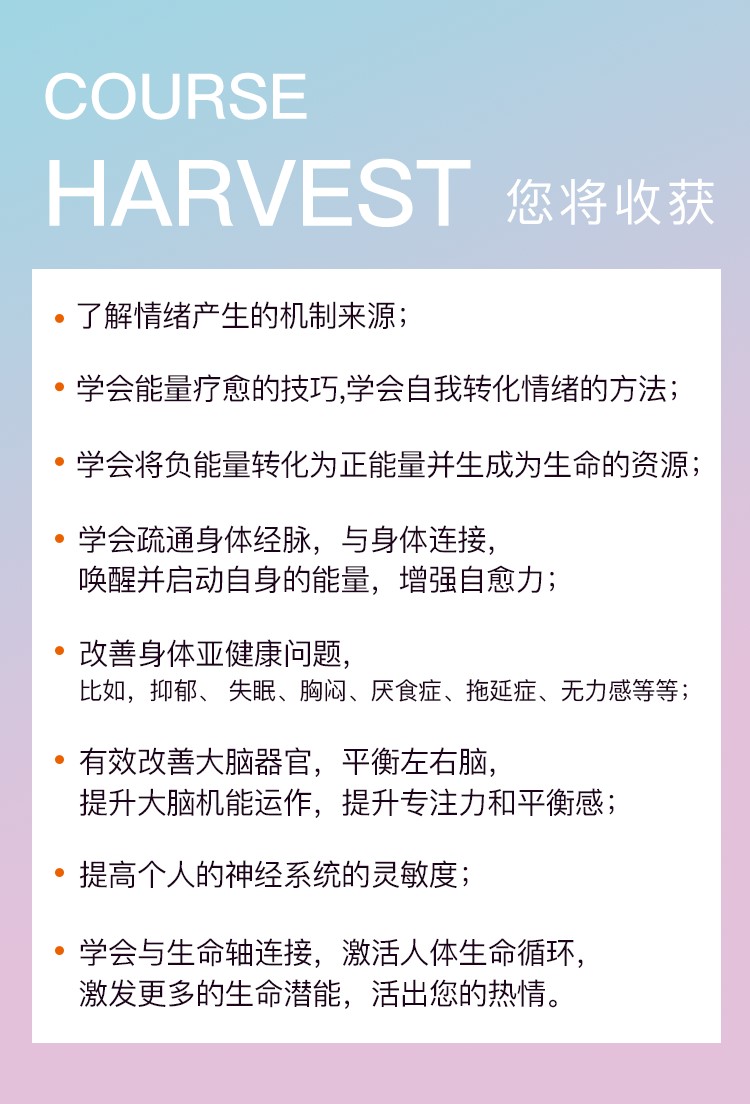 COURSE
HARVEST 您将收获
• 了解情绪产生的机制来源；
• 学会能量疗愈的技巧,学会自我转化情绪的方法；
• 学会将负能量转化为正能量并生成为生命的资源；
• 学会疏通身体经脉，与身体连接，
唤醒并启动自身的能量，增强自愈力；
• 改善身体亚健康问题，
比如，抑郁、 失眠、胸闷、厌食症、拖延症、无力感等等；
• 有效改善大脑器官，平衡左右脑，
提升大脑机能运作，提升专注力和平衡感；
• 提高个人的神经系统的灵敏度；
• 学会与生命轴连接，激活人体生命循环，
激发更多的生命潜能，活出您的热情。